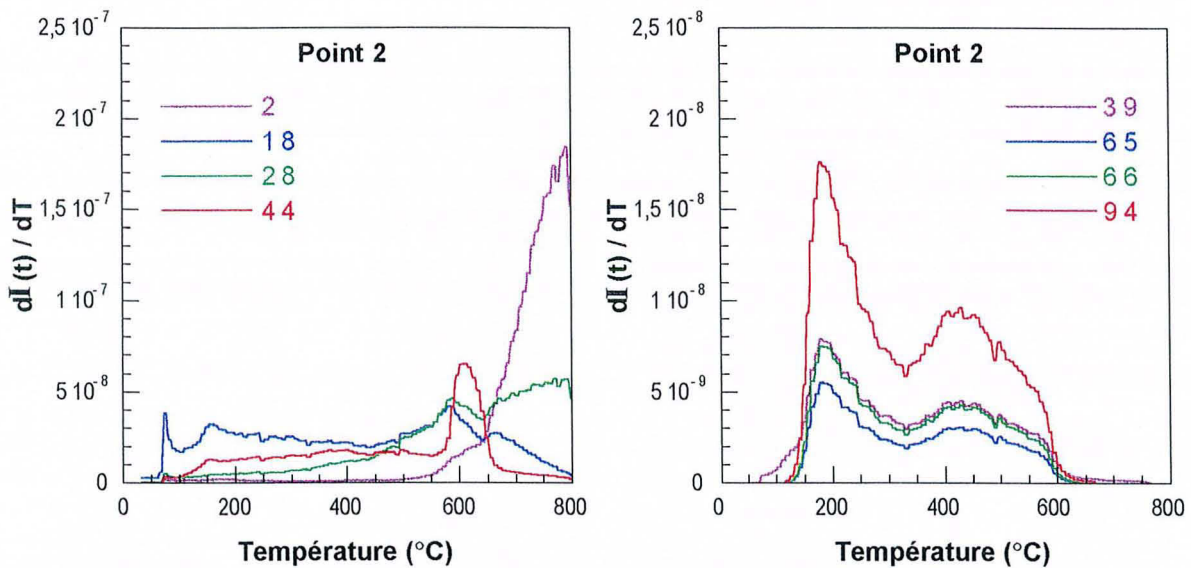 2,5 10-7
Point 2
2
18
28
44
2 10-7
1,5 10-7
1 10-7
5 10-8
0
0 200 400 600 800
dI (t) / dT
Température (°C)
2,5 10-8
Point 2
39
65
66
94
2 10-8
1,5 10-8
1 10-8
5 10-9
0
0 200 400 600 800
dI (t) / dT
Température (°C)